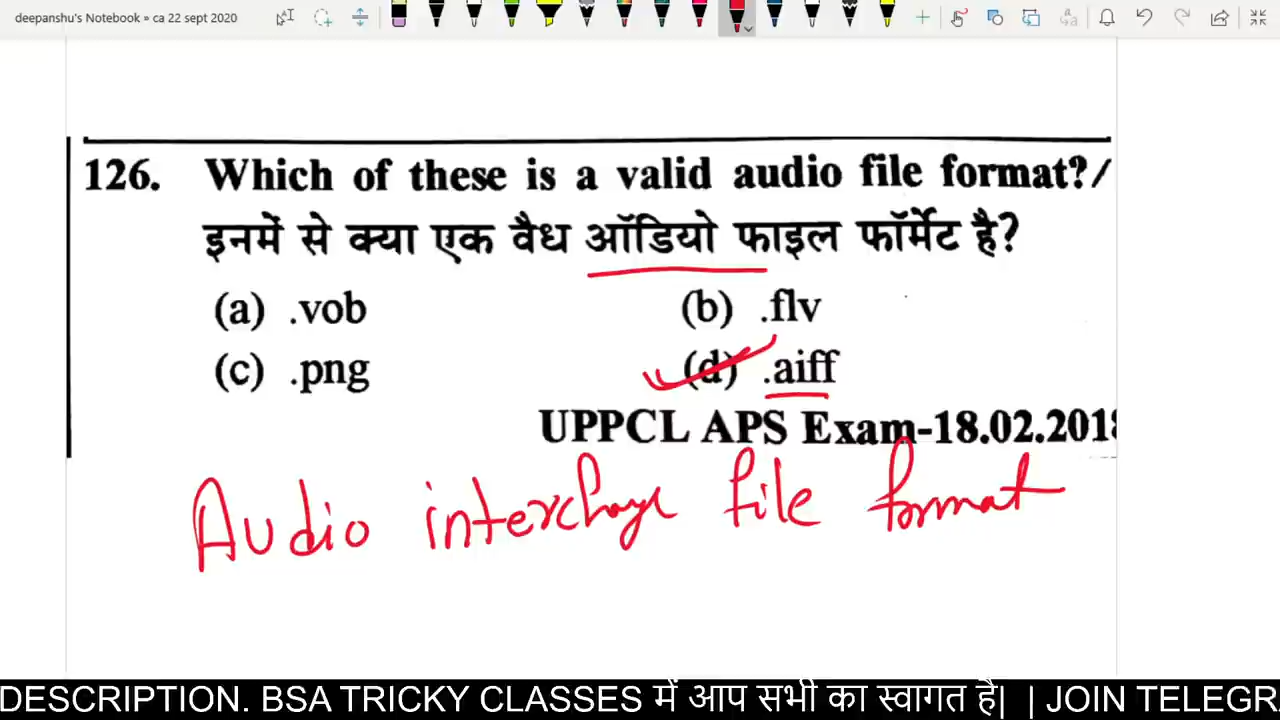 deepanshu's Notebook » ca 22 sept 2020
126. Which of these is a valid audio file format?/
इनमें से क्या एक वैध ऑडियो फाइल फॉर्मेट है?
(a) .vob (b) .flv
(c) .png (d) .aiff
UPPCL APS Exam-18.02.2018
Audio interchage file format
DESCRIPTION. BSA TRICKY CLASSES में आप सभी का स्वागत है| | JOIN TELEGRA